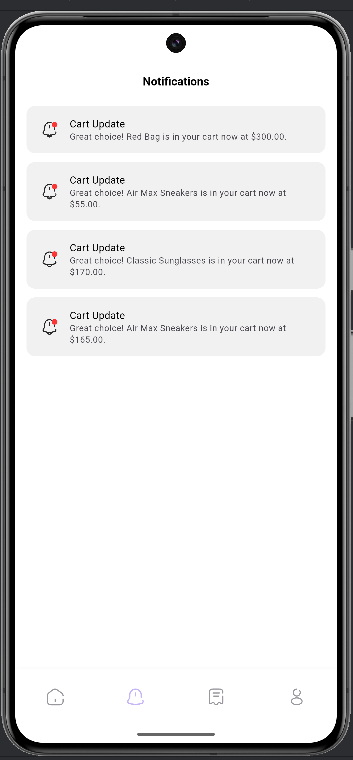 Notifications
Cart Update
Great choice! Red Bag is in your cart now at $300.00.
Cart Update
Great choice! Air Max Sneakers is in your cart now at
$55.00.
Cart Update
Great choice! Classic Sunglasses is in your cart now at
$170.00.
Cart Update
Great choice! Air Max Sneakers is in your cart now at
$165.00.